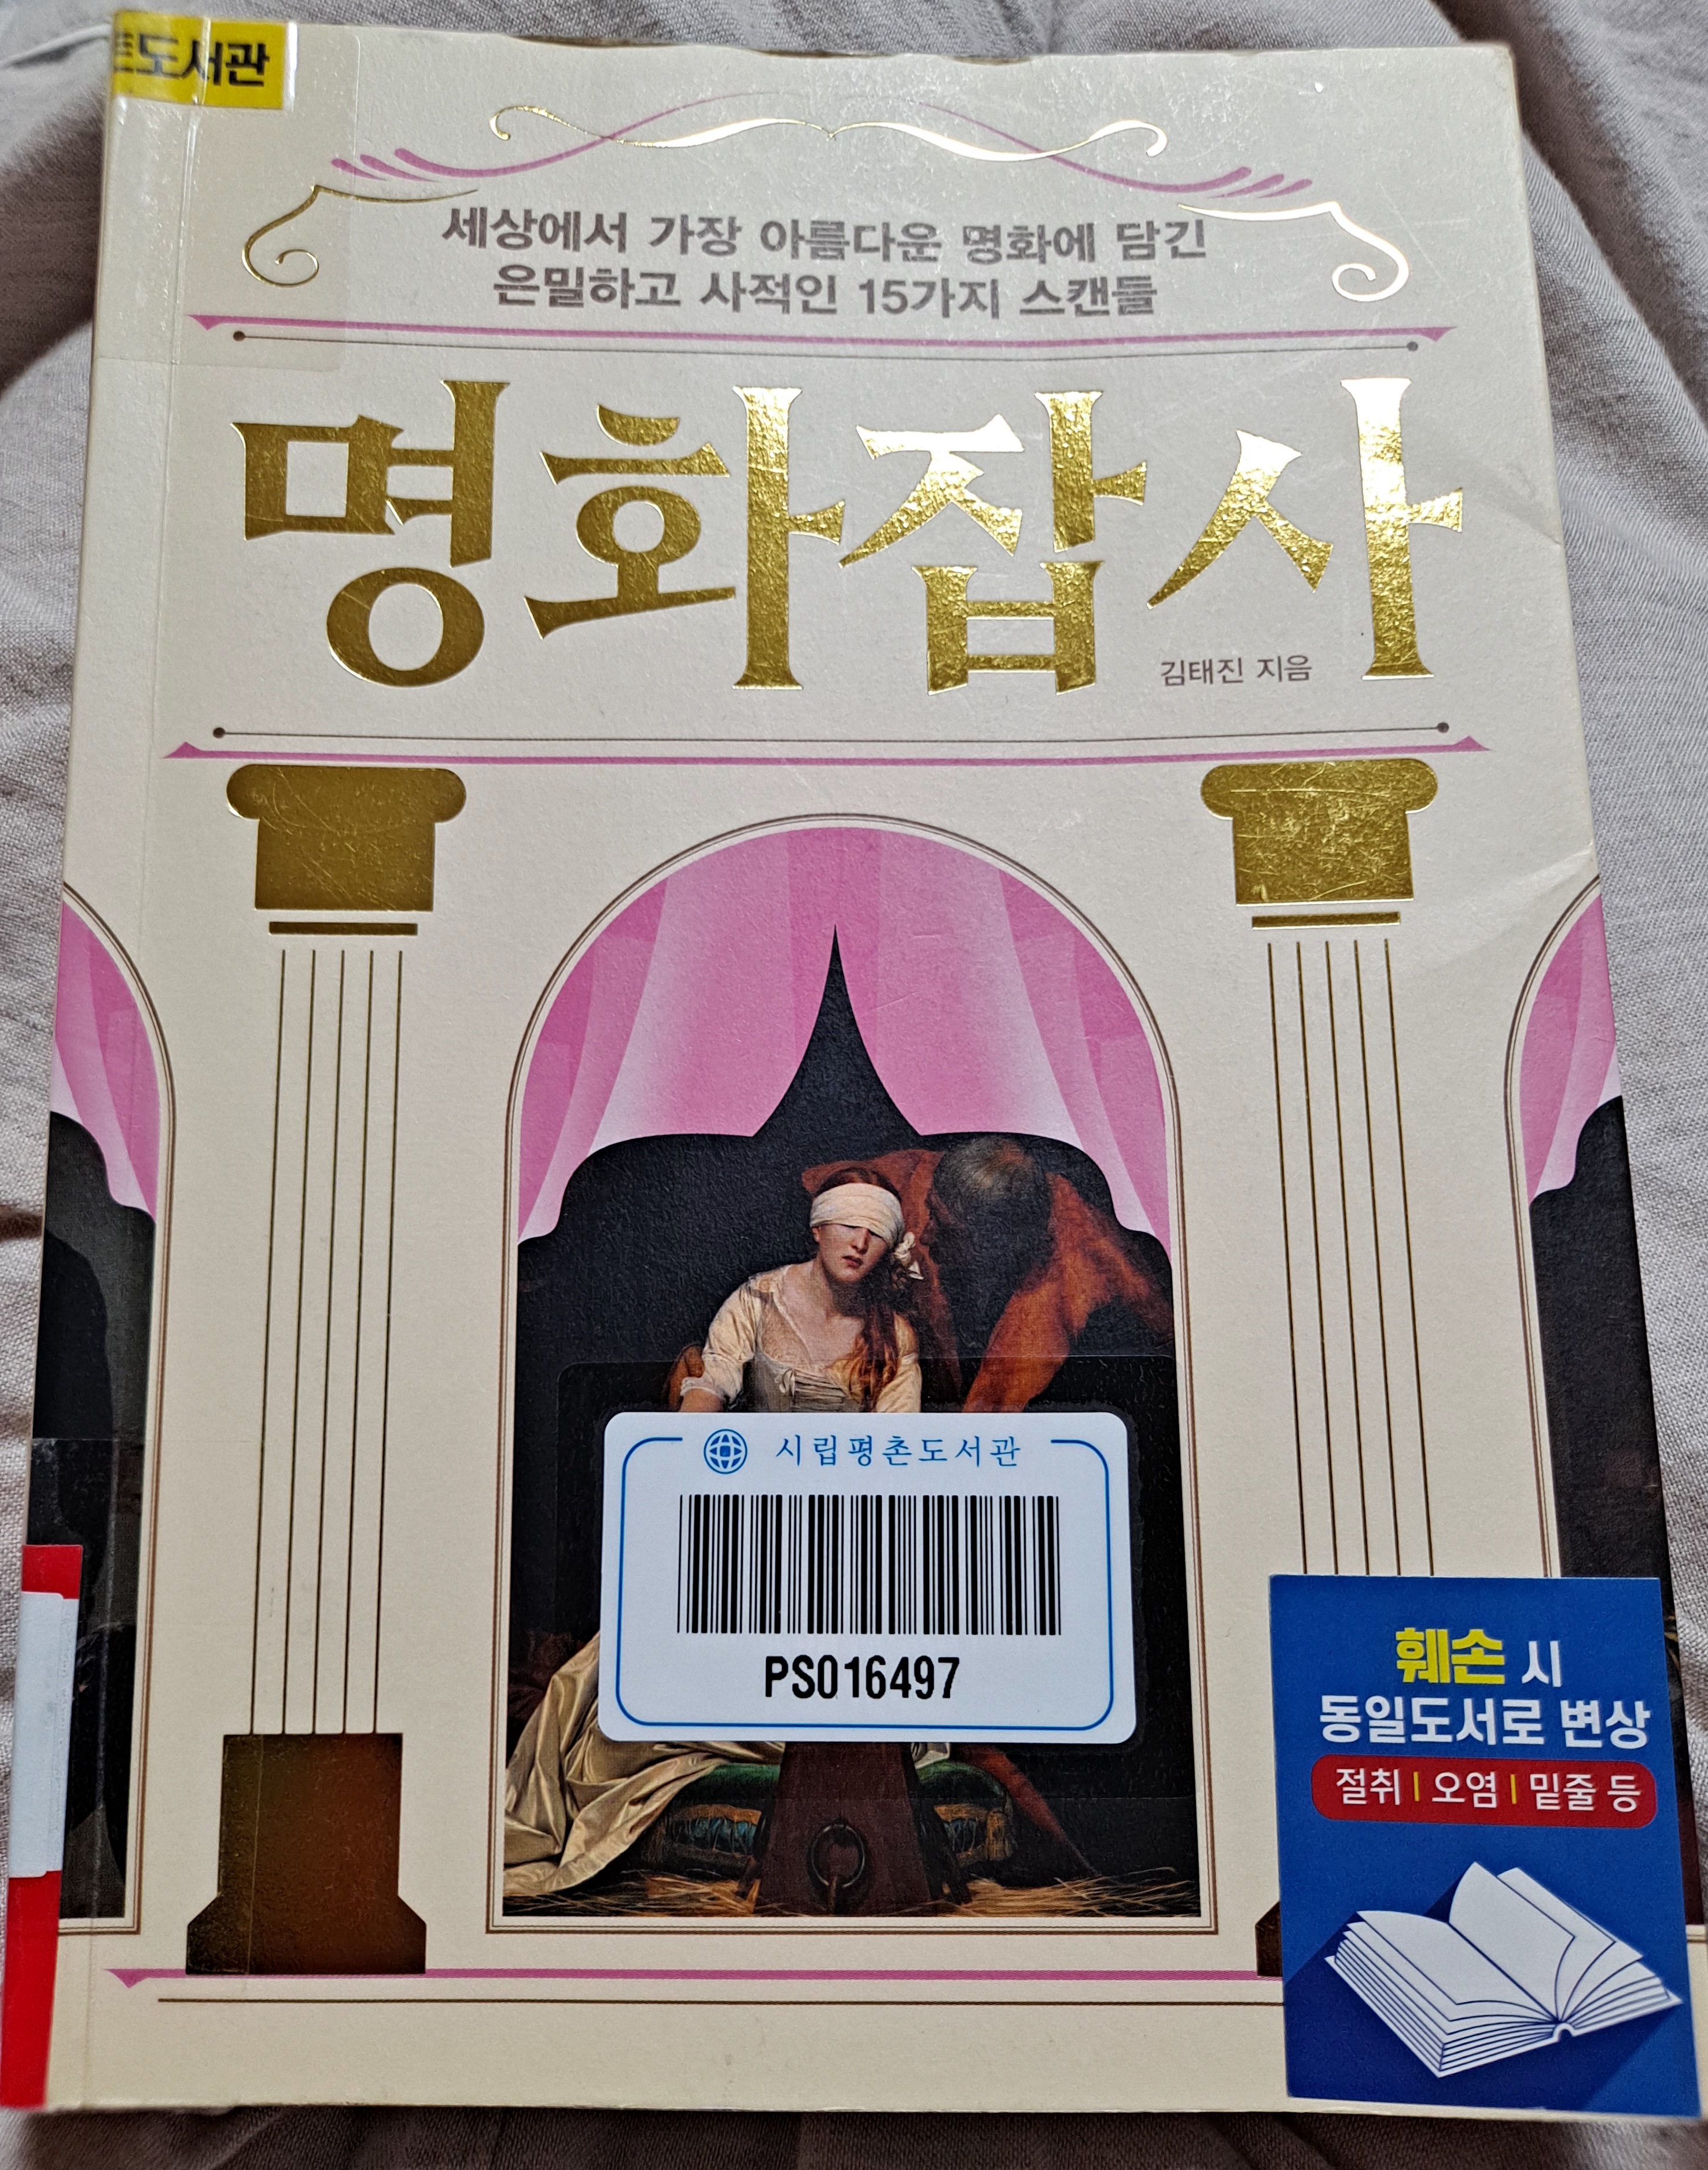 트도서관
세상에서 가장 아름다운 명화에 담긴
은밀하고 사적인 15가지 스캔들
명화잡사
김태진 지음
시립평촌도서관
PS016497
훼손 시
동일도서로 변상
절취 | 오염 | 밑줄 등